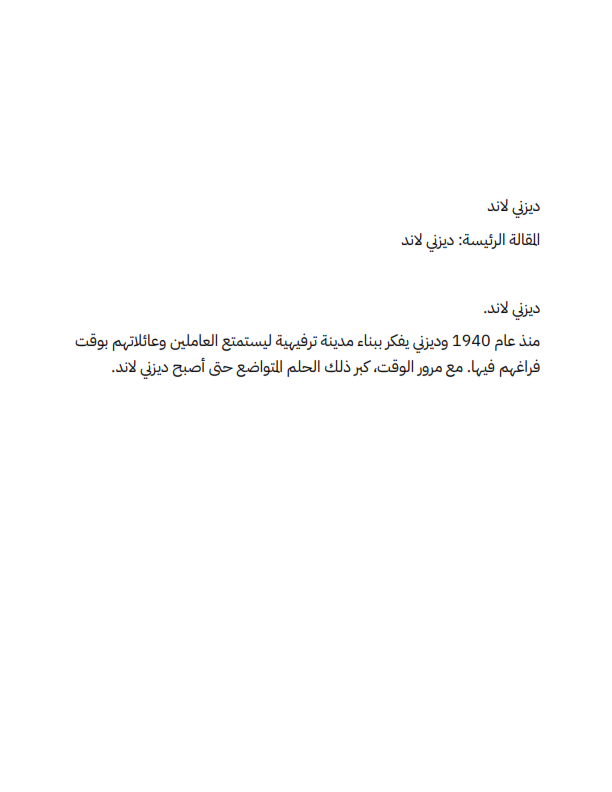 ديزني لاند
المقالة الرئيسة: ديزني لاند
ديزني لاند.
منذ عام 1940 وديزني يفكر ببناء مدينة ترفيهية ليستمتع العاملين وعائلاتهم بوقت
فراغهم فيها. مع مرور الوقت، كبر ذلك الحلم المتواضع حتى أصبح ديزني لاند.